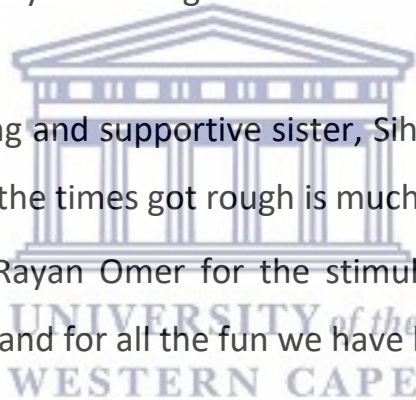 ng and supportive sister, Sih
the times got rough is much
Rayan Omer for the stimul
UNIVERSITY of the
and for all the fun we have
WESTERN CAPE